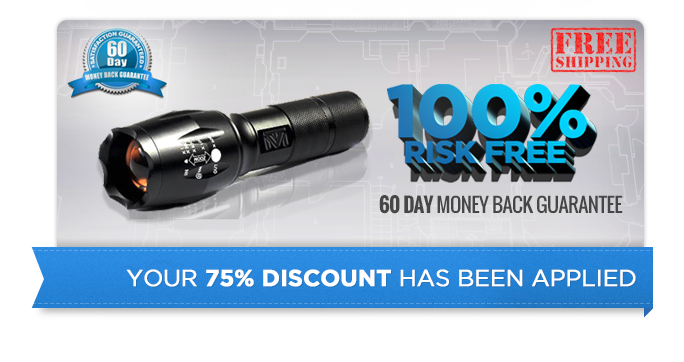 SATISFACTION GUARANTEED
60
Day
MONEY BACK GUARANTEE
FREE
SHIPPING
100%
RISK FREE
60 DAY MONEY BACK GUARANTEE
YOUR 75% DISCOUNT HAS BEEN APPLIED